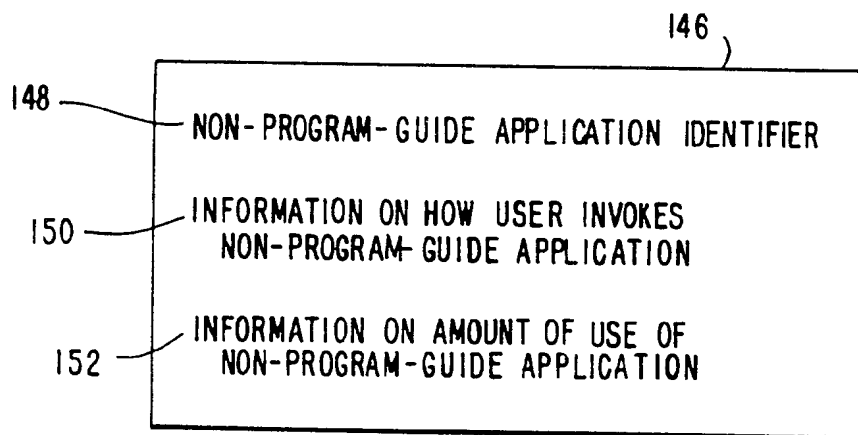 146
148
NON-PROGRAM-GUIDE APPLICATION IDENTIFIER
150
INFORMATION ON HOW USER INVOKES
NON-PROGRAM-GUIDE APPLICATION
152
INFORMATION ON AMOUNT OF USE OF
NON-PROGRAM-GUIDE APPLICATION